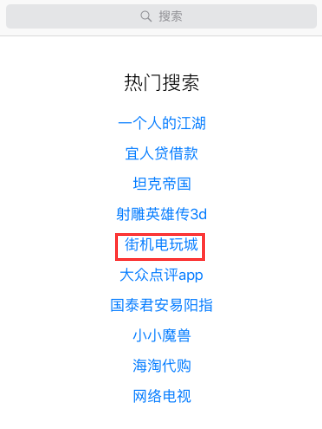 搜索
热门搜索
一个人的江湖
宜人贷借款
坦克帝国
射雕英雄传3d
街机电玩城
大众点评app
国泰君安易阳指
小小魔兽
海淘代购
网络电视